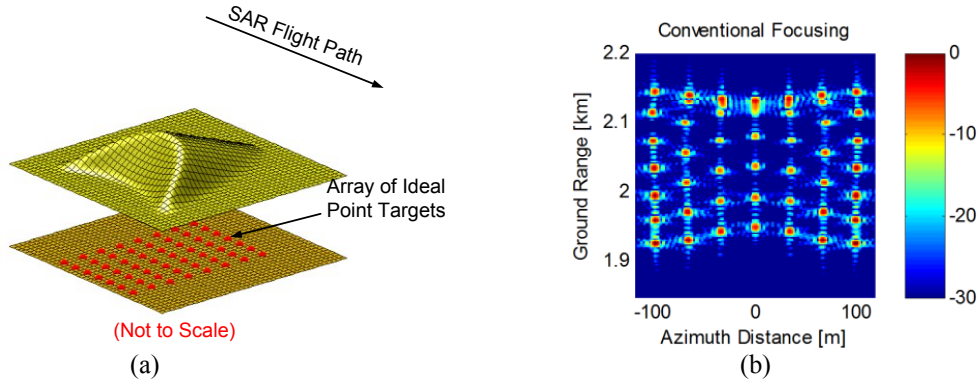 SAR Flight Path
Array of Ideal
Point Targets
(Not to Scale)
(a)
Conventional Focusing
Ground Range [km]
2.2
2.1
2
1.9
-100
0
100
Azimuth Distance [m]
0
-10
-20
-30
(b)